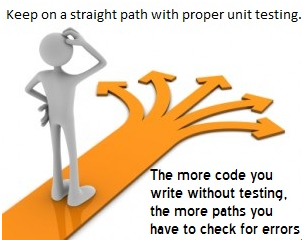 Keep on a straight path with proper unit testing.
The more code you
write without testing,
the more paths you
have to check for errors.